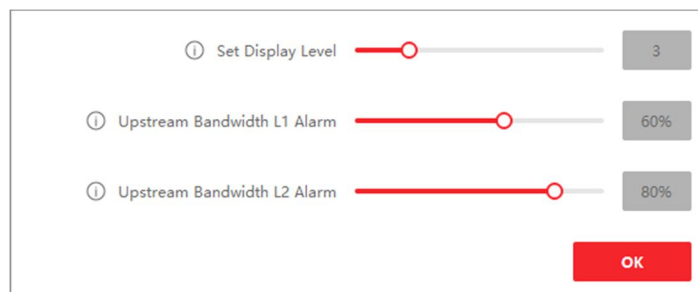 Set Display Level 3
Upstream Bandwidth L1 Alarm 60%
Upstream Bandwidth L2 Alarm 80%
OK